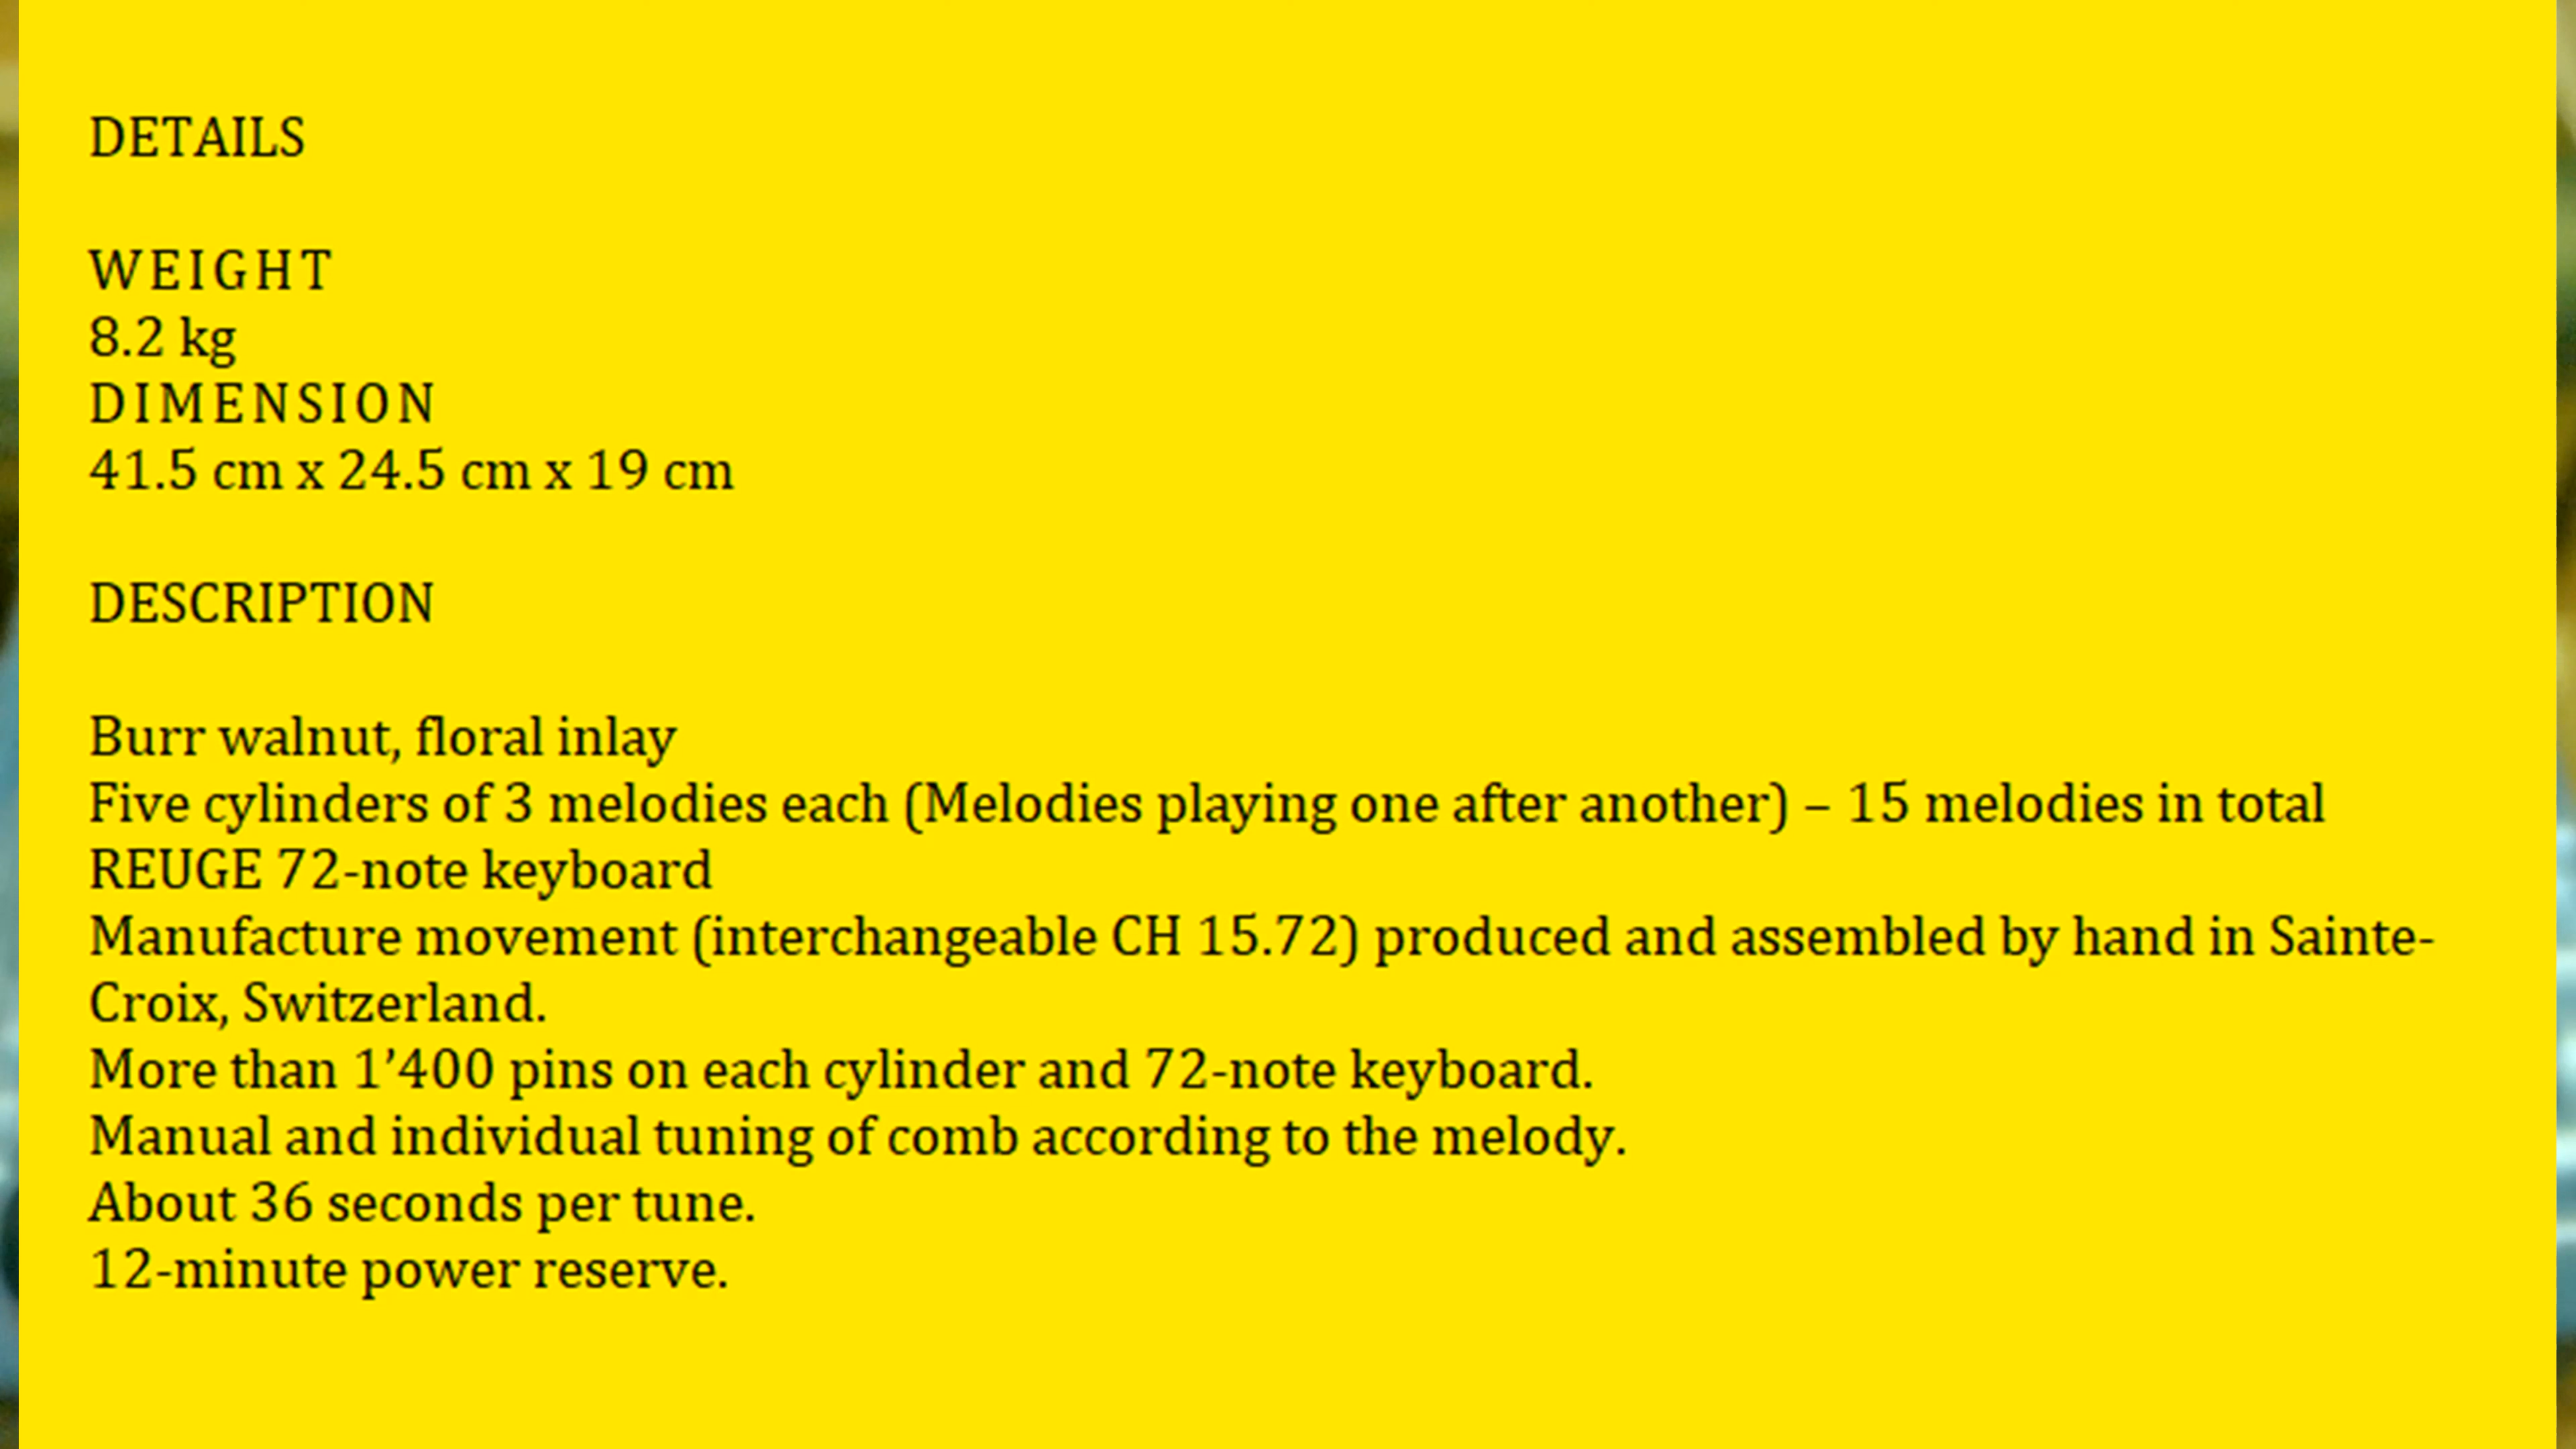 DETAILS
WEIGHT
8.2 kg
DIMENSION
41.5 cm x 24.5 cm x 19 cm
DESCRIPTION
Burr walnut, floral inlay
Five cylinders of 3 melodies each (Melodies playing one after another) – 15 melodies in total
REUGE 72-note keyboard
Manufacture movement (interchangeable CH 15.72) produced and assembled by hand in Sainte-
Croix, Switzerland.
More than 1’400 pins on each cylinder and 72-note keyboard.
Manual and individual tuning of comb according to the melody.
About 36 seconds per tune.
12-minute power reserve.